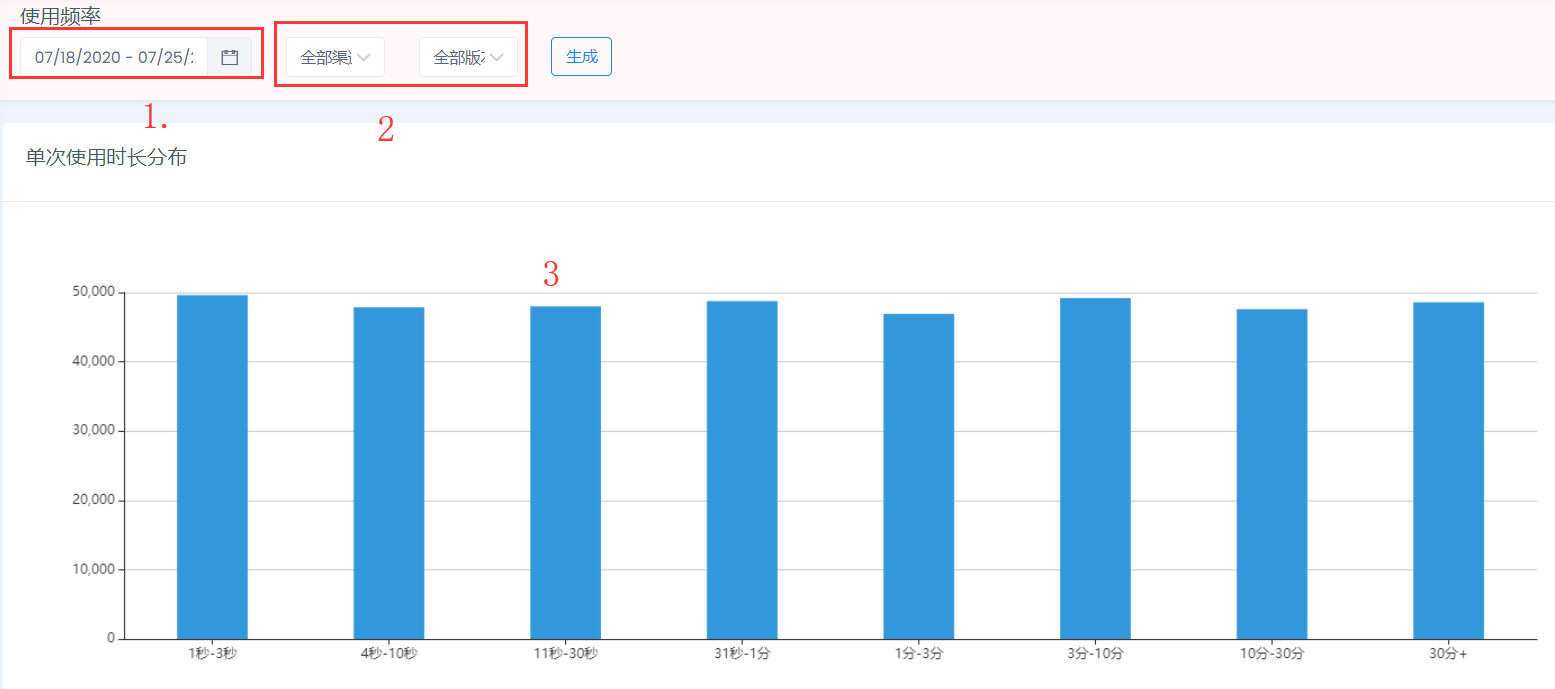 使用频率
07/18/2020 - 07/25/2
全部渠道
全部版本
生成
1.
2
单次使用时长分布
3
50,000
40,000
30,000
20,000
10,000
0
1秒-3秒
4秒-10秒
11秒-30秒
31秒-1分
1分-3分
3分-10分
10分-30分
30分+